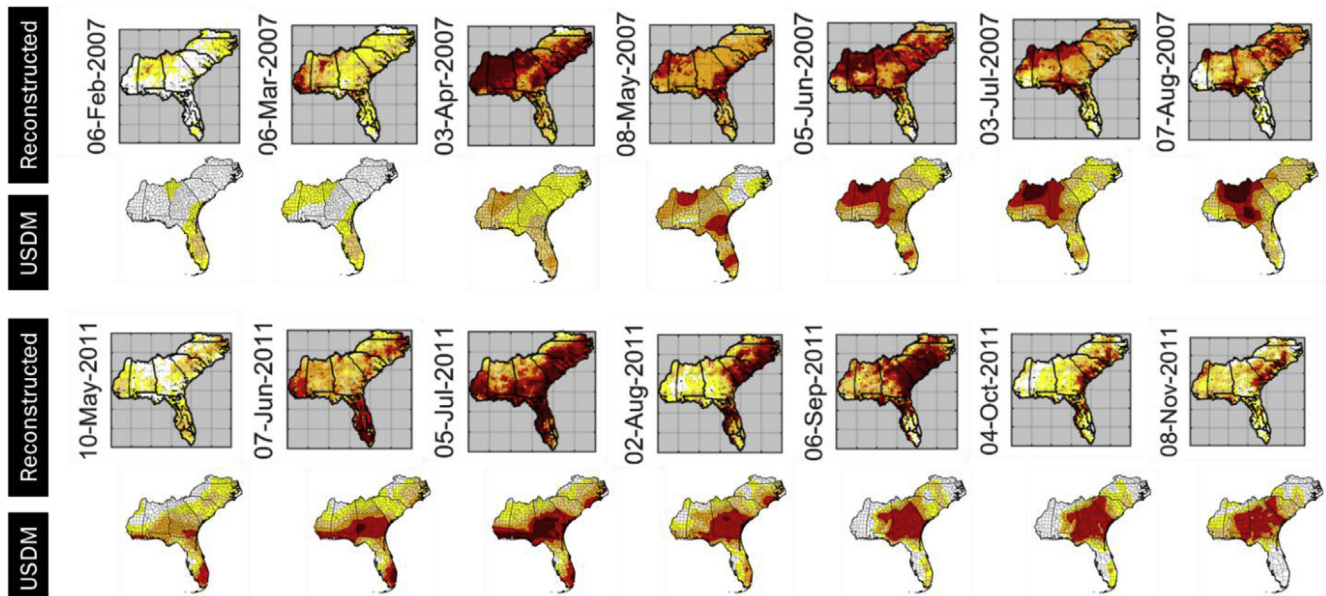 Reconstructed
06-Feb-2007
06-Mar-2007
03-Apr-2007
08-May-2007
05-Jun-2007
03-Jul-2007
07-Aug-2007
USDM
Reconstructed
10-May-2011
07-Jun-2011
05-Jul-2011
02-Aug-2011
06-Sep-2011
04-Oct-2011
08-Nov-2011
USDM